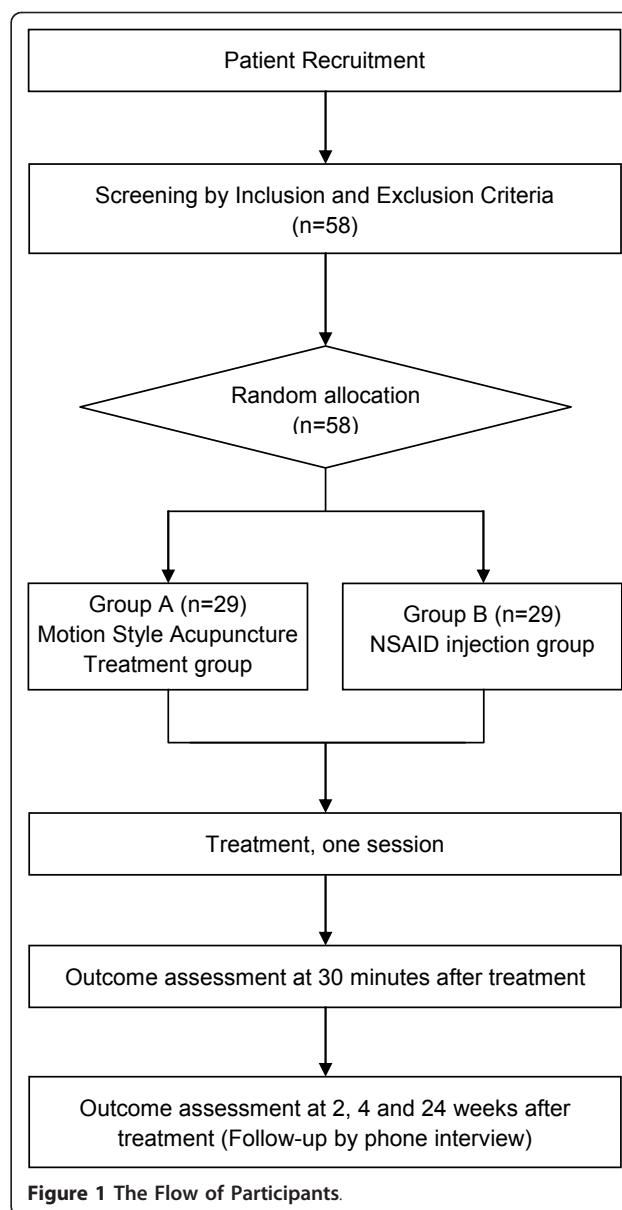 Patient Recruitment
Screening by Inclusion and Exclusion Criteria
(n=58)
Random allocation
(n=58)
Group A (n=29)
Motion Style Acupuncture
Treatment group
Group B (n=29)
NSAID injection group
Treatment, one session
Outcome assessment at 30 minutes after treatment
Outcome assessment at 2, 4 and 24 weeks after
treatment (Follow-up by phone interview)
Figure 1 The Flow of Participants.